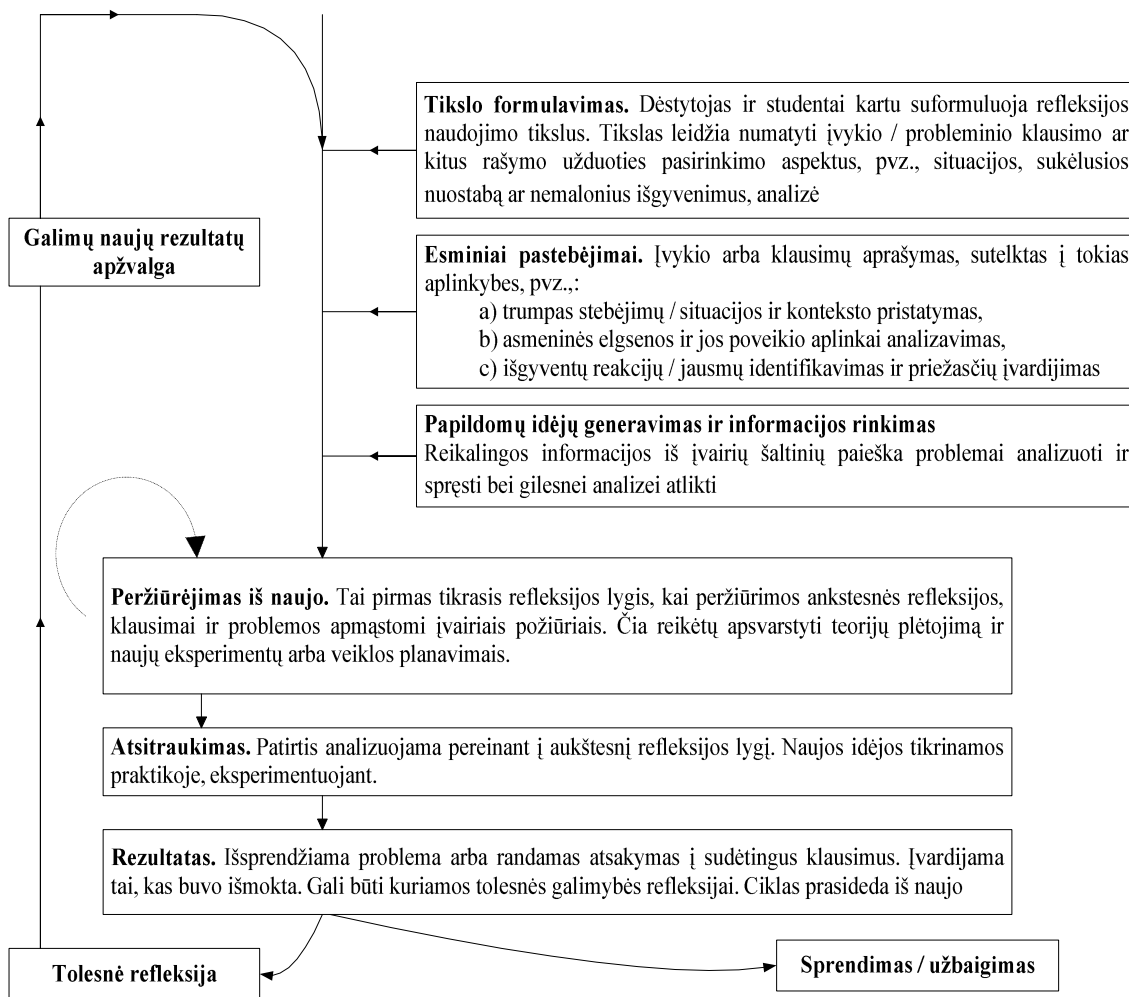 Tikslo formulavimas. Dėstytojas ir studentai kartu suformuluoja refleksijos
naudojimo tikslus. Tikslas leidžia numatyti įvykio / probleminio klausimo ar
kitus rašymo užduoties pasirinkimo aspektus, pvz., situacijos, sukėlusios
nuostabą ar nemalonius išgyvenimus, analizė
Galimų naujų rezultatų
apžvalga
Esminiai pastebėjimai. Įvykio arba klausimų aprašymas, sutelktas į tokias
aplinkybes, pvz.,:
a) trumpas stebėjimų / situacijos ir konteksto pristatymas,
b) asmeninės elgsenos ir jos poveikio aplinkai analizavimas,
c) išgyventų reakcijų / jausmų identifikavimas ir priežasčių įvardijimas
Papildomų idėjų generavimas ir informacijos rinkimas
Reikalingos informacijos iš įvairių šaltinių paieška problemai analizuoti ir
spręsti bei gilesnei analizei atlikti
Peržiūrėjimas iš naujo. Tai pirmas tikrasis refleksijos lygis, kai peržiūrimos ankstesnės refleksijos,
klausimai ir problemos apmąstomi įvairiais požiūriais. Čia reikėtų apsvarstyti teorijų plėtojimą ir
naujų eksperimentų arba veiklos planavimais.
Atsitraukimas. Patirtis analizuojama pereinant į aukštesnį refleksijos lygį. Naujos idėjos tikrinamos
praktikoje, eksperimentuojant.
Rezultatas. Išsprendžiama problema arba randamas atsakymas į sudėtingus klausimus. Įvardijama
tai, kas buvo išmokta. Gali būti kuriamos tolesnės galimybės refleksijai. Ciklas prasideda iš naujo
Tolesnė refleksija
Sprendimas / užbaigimas